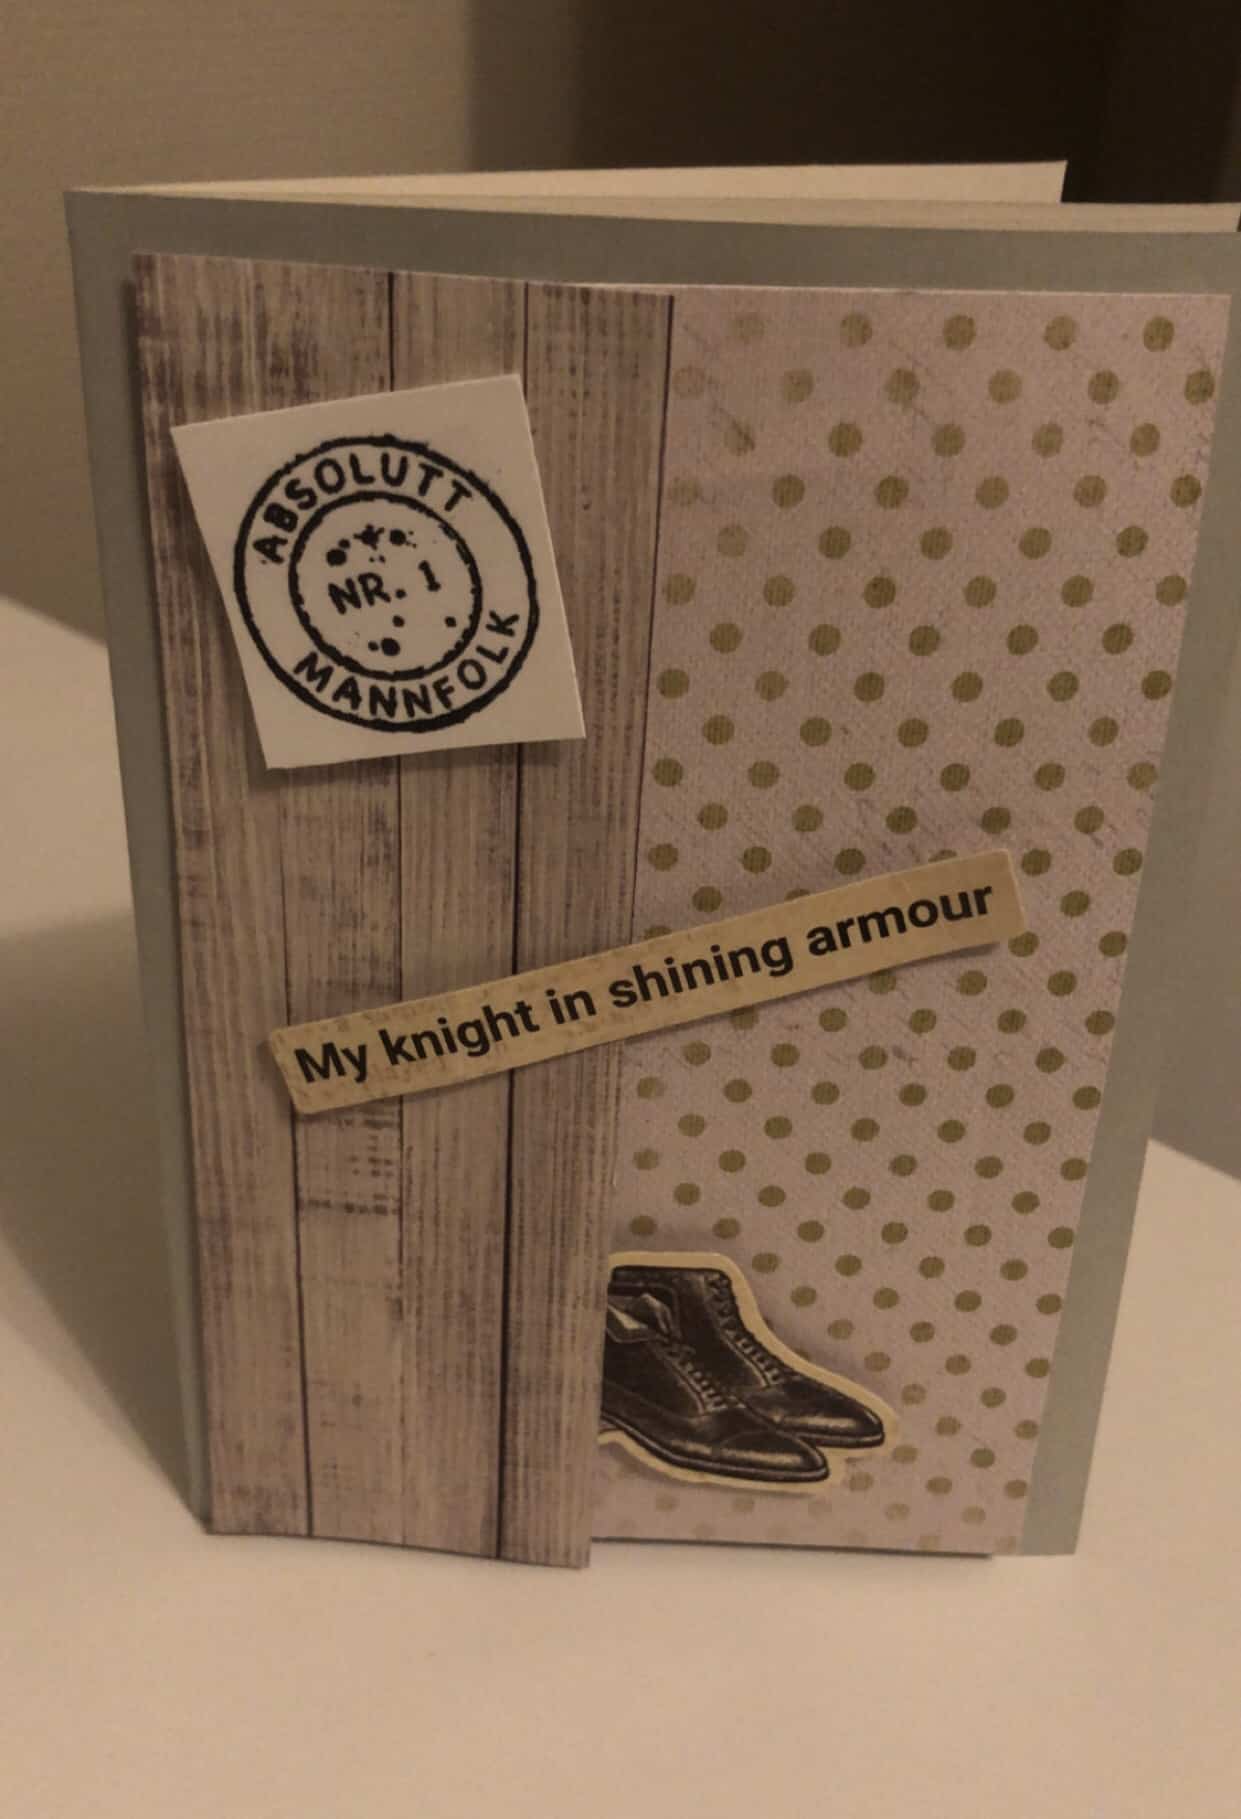 ABSOLUTT
NR. 1
MANNFOLK
My knight in shining armour